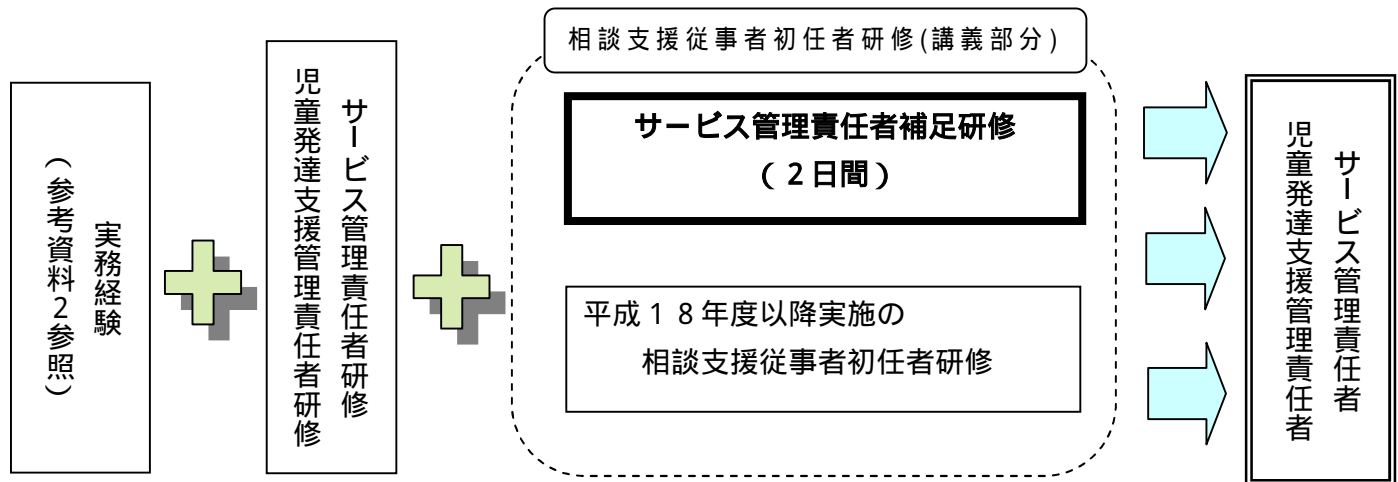 実務経験
（参考資料2参照）
サービス管理責任者研修
児童発達支援管理責任者研修
相談支援従事者初任者研修(講義部分)
サービス管理責任者補足研修
（２日間）
平成１８年度以降実施の
相談支援従事者初任者研修
サービス管理責任者
児童発達支援管理責任者